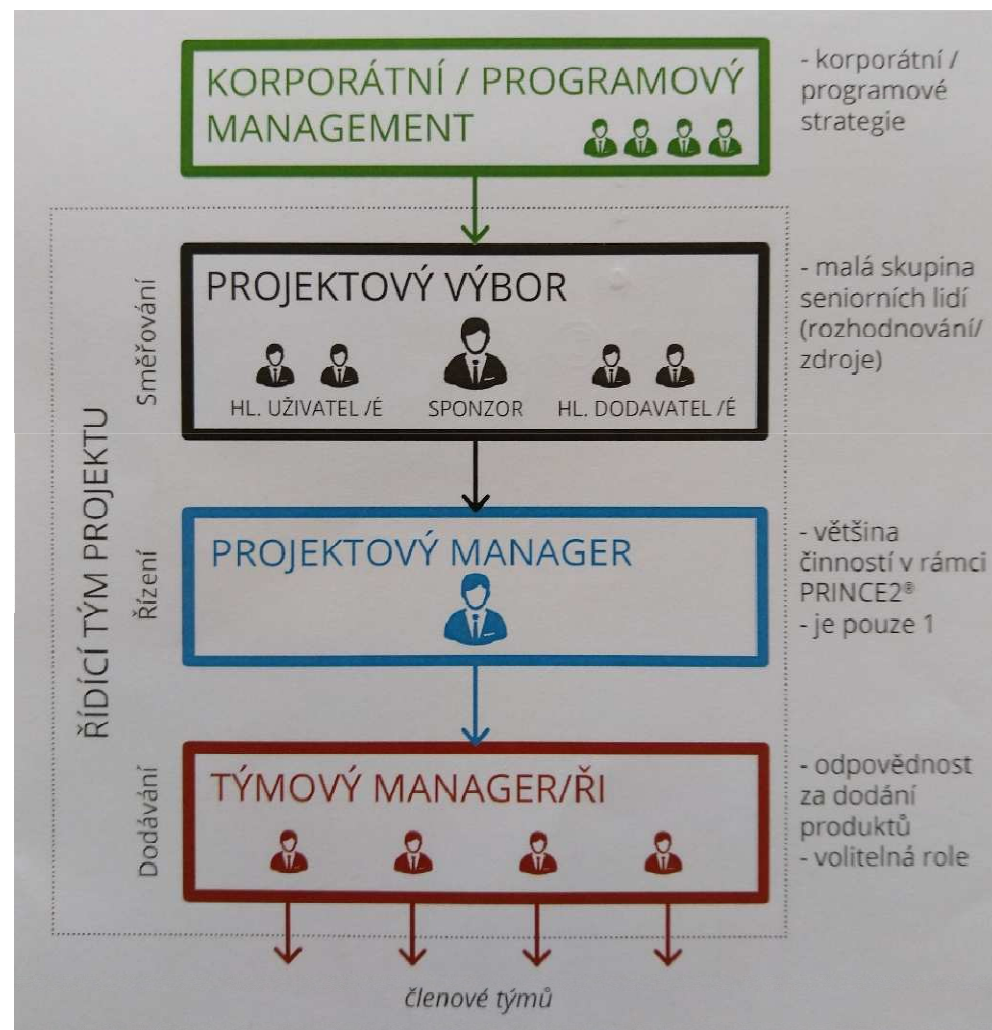 KORPORÁTNÍ / PROGRAMOVÝ
MANAGEMENT
- korporátní /
programové
strategie
ŘÍDÍCÍ TÝM PROJEKTU
Směřování
PROJEKTOVÝ VÝBOR
HL. UŽIVATEL /É
SPONZOR
HL. DODAVATEL /É
- malá skupina
seniorních lidí
(rozhodnování/
zdroje)
Řízení
PROJEKTOVÝ MANAGER
- většina
činností v rámci
PRINCE2®
- je pouze 1
Dodávání
TÝMOVÝ MANAGER/ŘI
- odpovědnost
za dodání
produktů
- volitelná role
členové týmů